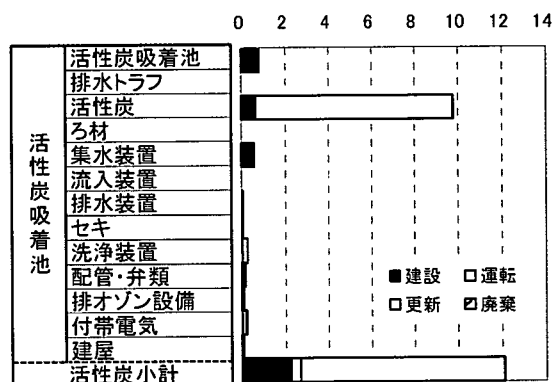 0 2 4 6 8 10 12 14
活性炭吸着池
活性炭吸着池
排水トラフ
活性炭
ろ材
集水装置
流入装置
排水装置
セキ
洗浄装置
配管・弁類
排オゾン設備
付帯電気
建屋
活性炭小計
■建設 □運転
□更新 ☑廃棄